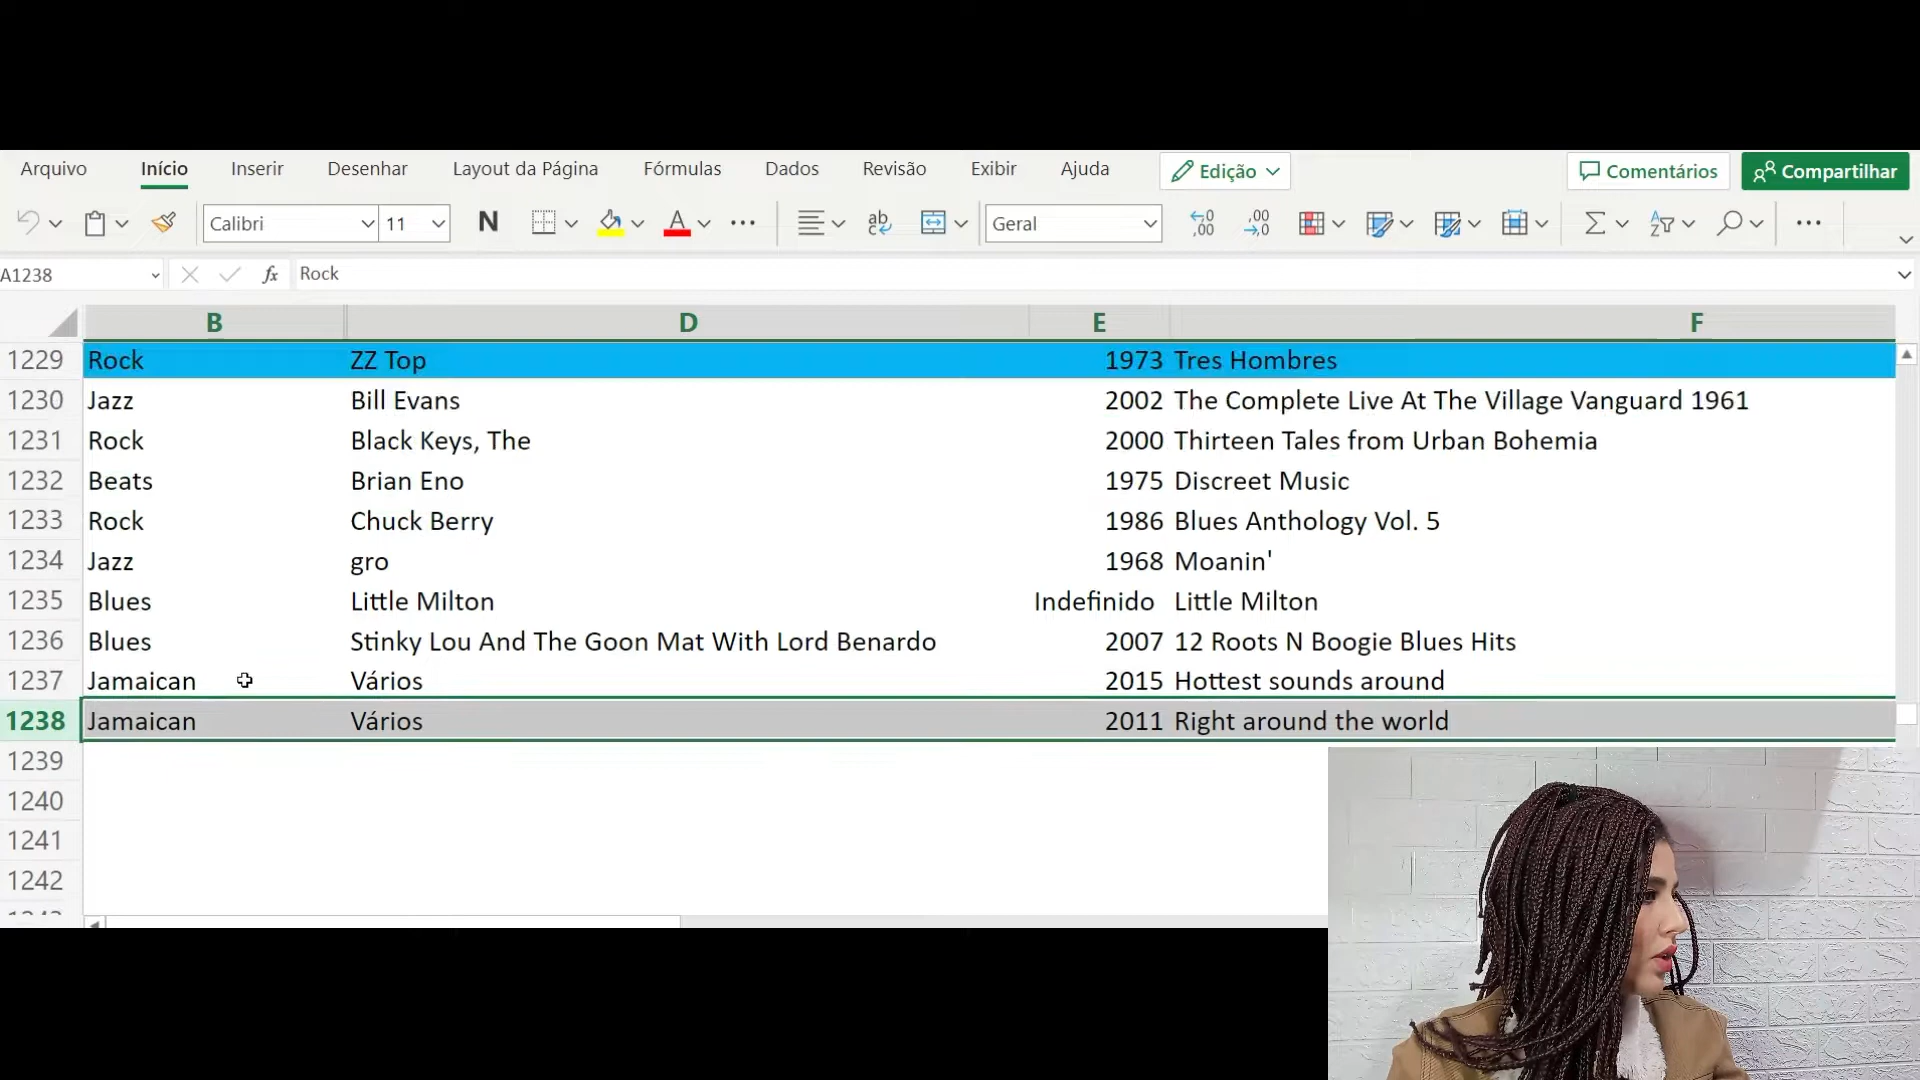 Arquivo Início Inserir Desenhar Layout da Página Fórmulas Dados Revisão Exibir Ajuda Edição Comentários Compartilhar
Calibri 11 N A ab Geral
A1238 fx Rock
B D E F
1229 Rock ZZ Top 1973 Tres Hombres
1230 Jazz Bill Evans 2002 The Complete Live At The Village Vanguard 1961
1231 Rock Black Keys, The 2000 Thirteen Tales from Urban Bohemia
1232 Beats Brian Eno 1975 Discreet Music
1233 Rock Chuck Berry 1986 Blues Anthology Vol. 5
1234 Jazz gro 1968 Moanin'
1235 Blues Little Milton Indefinido Little Milton
1236 Blues Stinky Lou And The Goon Mat With Lord Benardo 2007 12 Roots N Boogie Blues Hits
1237 Jamaican Vários 2015 Hottest sounds around
1238 Jamaican Vários 2011 Right around the world
1239
1240
1241
1242